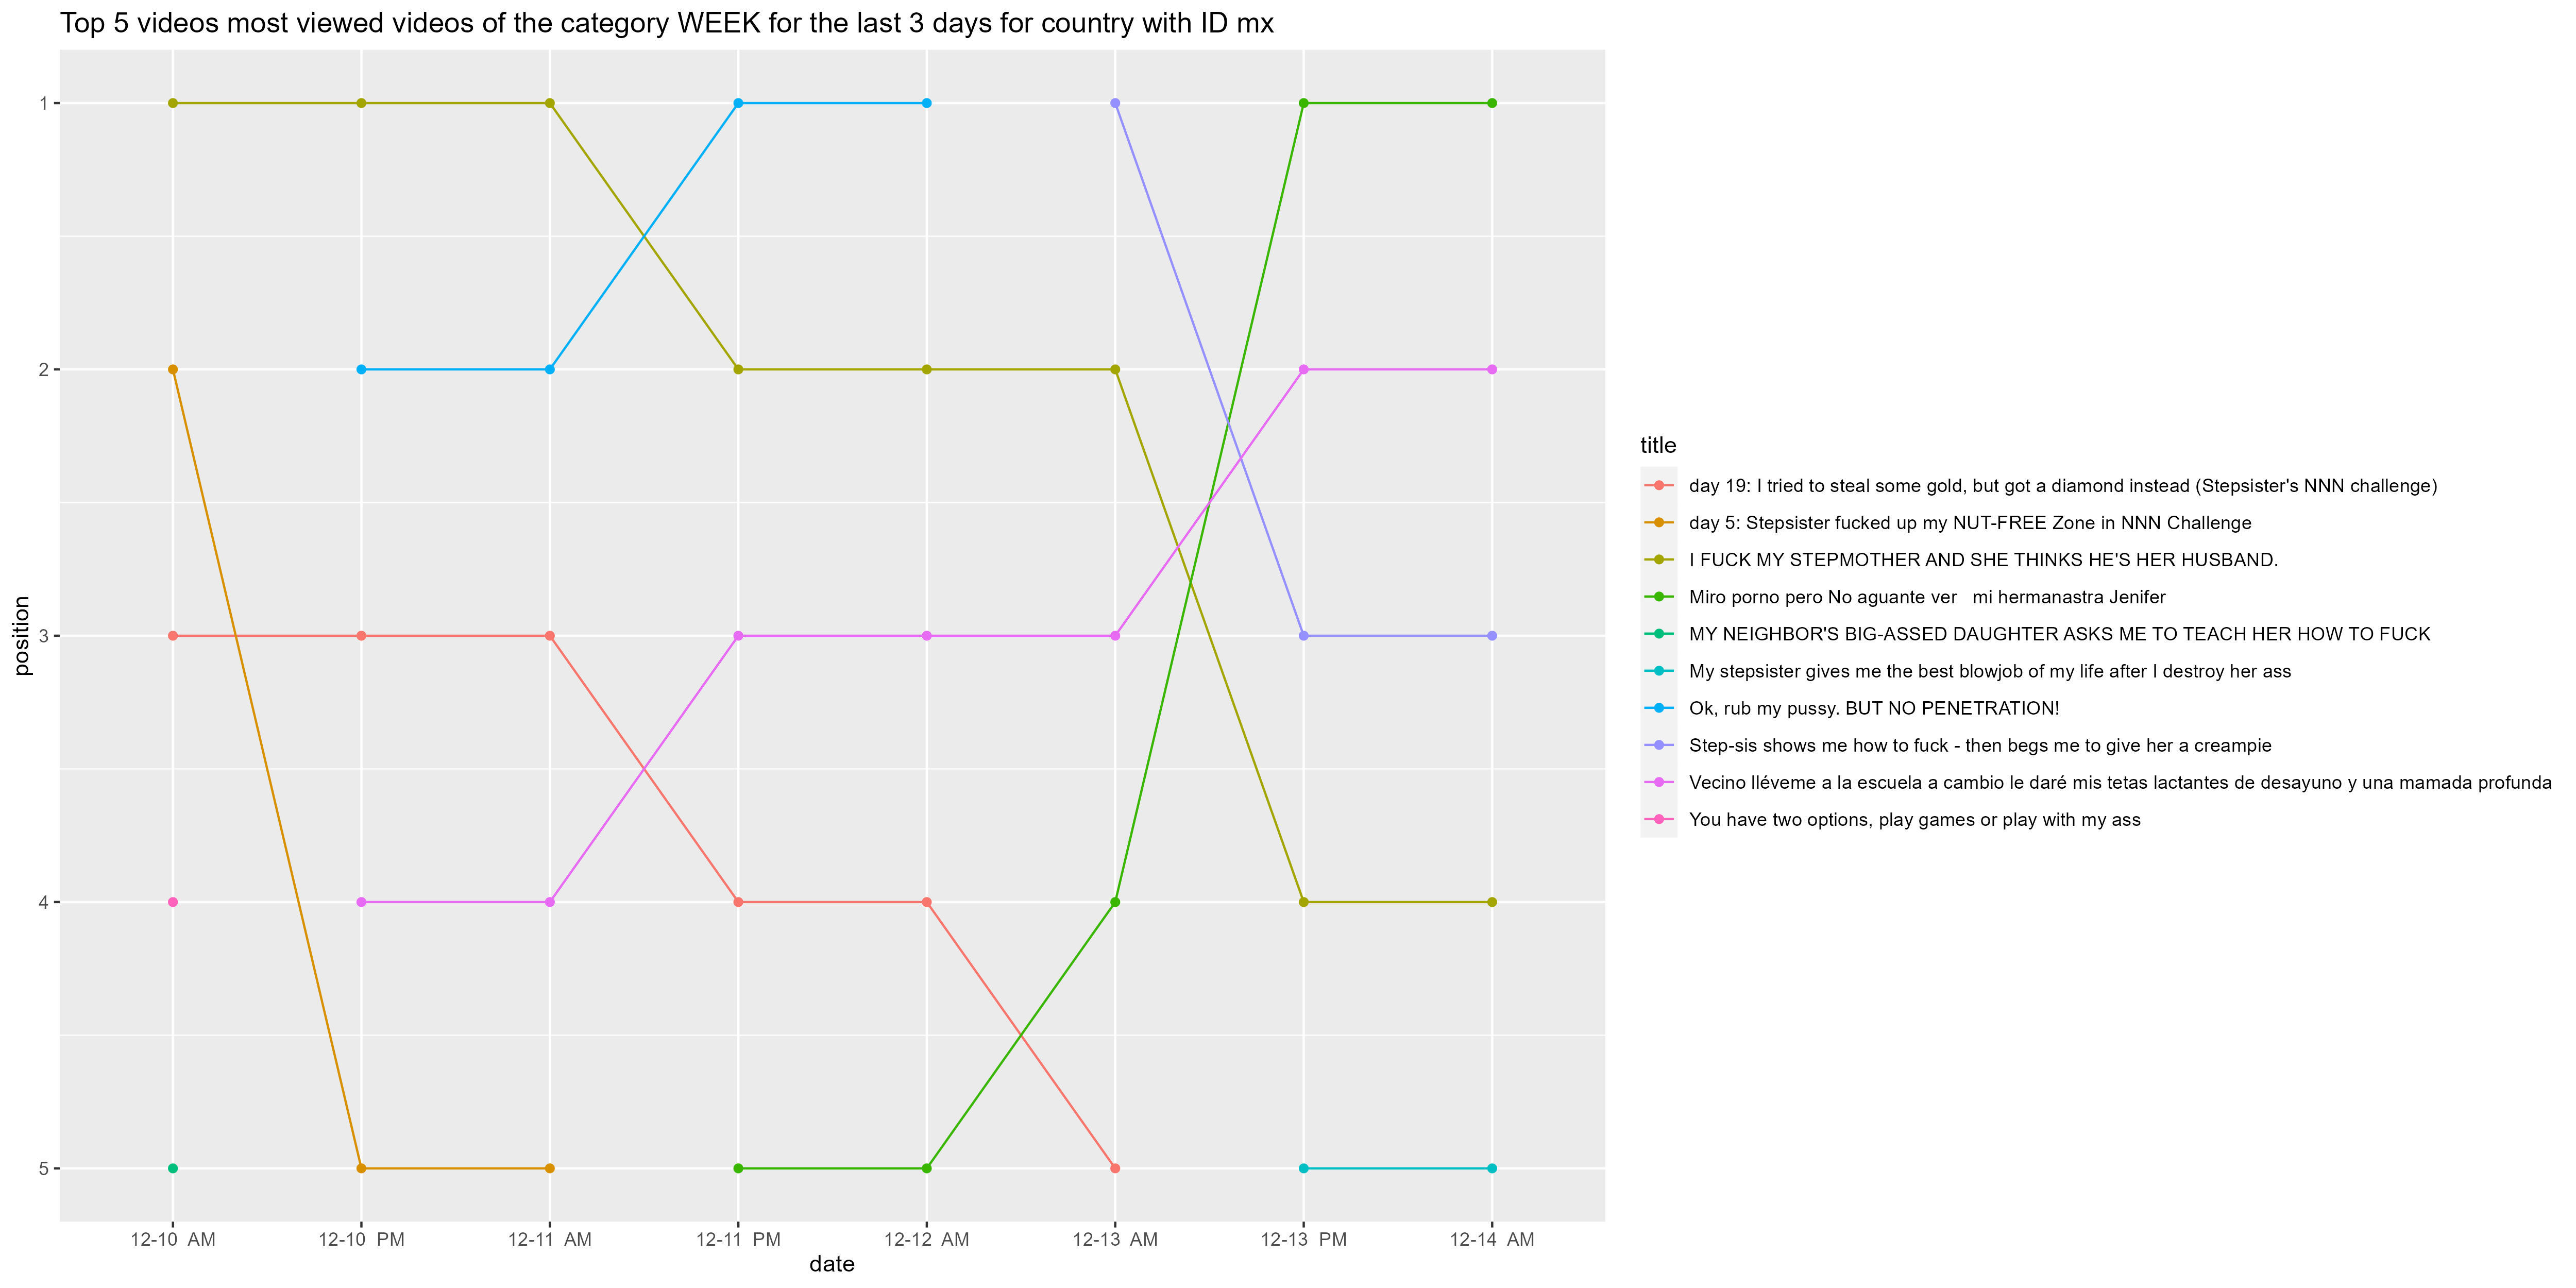 Top 5 videos most viewed videos of the category WEEK for the last 3 days for country with ID mx
position
1
2
3
4
5
12-10 AM
12-10 PM
12-11 AM
12-11 PM
12-12 AM
12-13 AM
12-13 PM
12-14 AM
date
title
day 19: I tried to steal some gold, but got a diamond instead (Stepsister's NNN challenge)
day 5: Stepsister fucked up my NUT-FREE Zone in NNN Challenge
I FUCK MY STEPMOTHER AND SHE THINKS HE'S HER HUSBAND.
Miro porno pero No aguante ver   mi hermanastra Jenifer
MY NEIGHBOR'S BIG-ASSED DAUGHTER ASKS ME TO TEACH HER HOW TO FUCK
My stepsister gives me the best blowjob of my life after I destroy her ass
Ok, rub my pussy. BUT NO PENETRATION!
Step-sis shows me how to fuck - then begs me to give her a creampie
Vecino lléveme a la escuela a cambio le daré mis tetas lactantes de desayuno y una mamada profunda
You have two options, play games or play with my ass